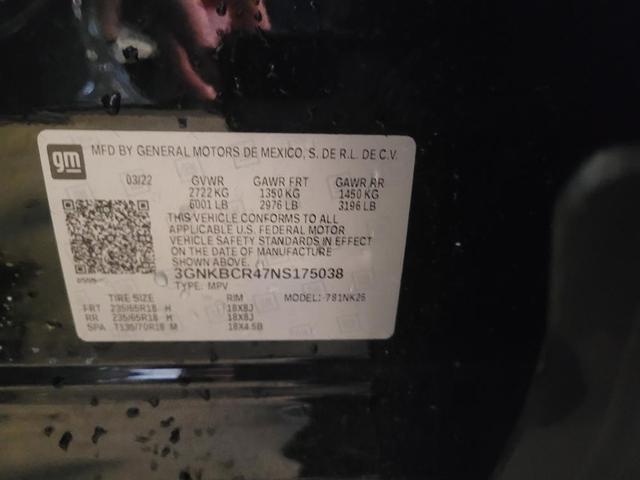 gm MFD BY GENERAL MOTORS DE MEXICO, S. DE R.L. DE C.V.
03/22 GVWR GAWR FRT GAWR RR
2722 KG 1350 KG 1450 KG
6001 LB 2976 LB 3196 LB
THIS VEHICLE CONFORMS TO ALL
APPLICABLE U.S. FEDERAL MOTOR
VEHICLE SAFETY STANDARDS IN EFFECT
ON THE DATE OF MANUFACTURE
SHOWN ABOVE.
3GNKBCR47NS175038
TYPE: MPV
TIRE SIZE RIM MODEL: 781NK26
FRT 235/65R18 H 18X8J
RR 235/65R18 H 18X8J
SPA T135/70R18 M 18X4.5B